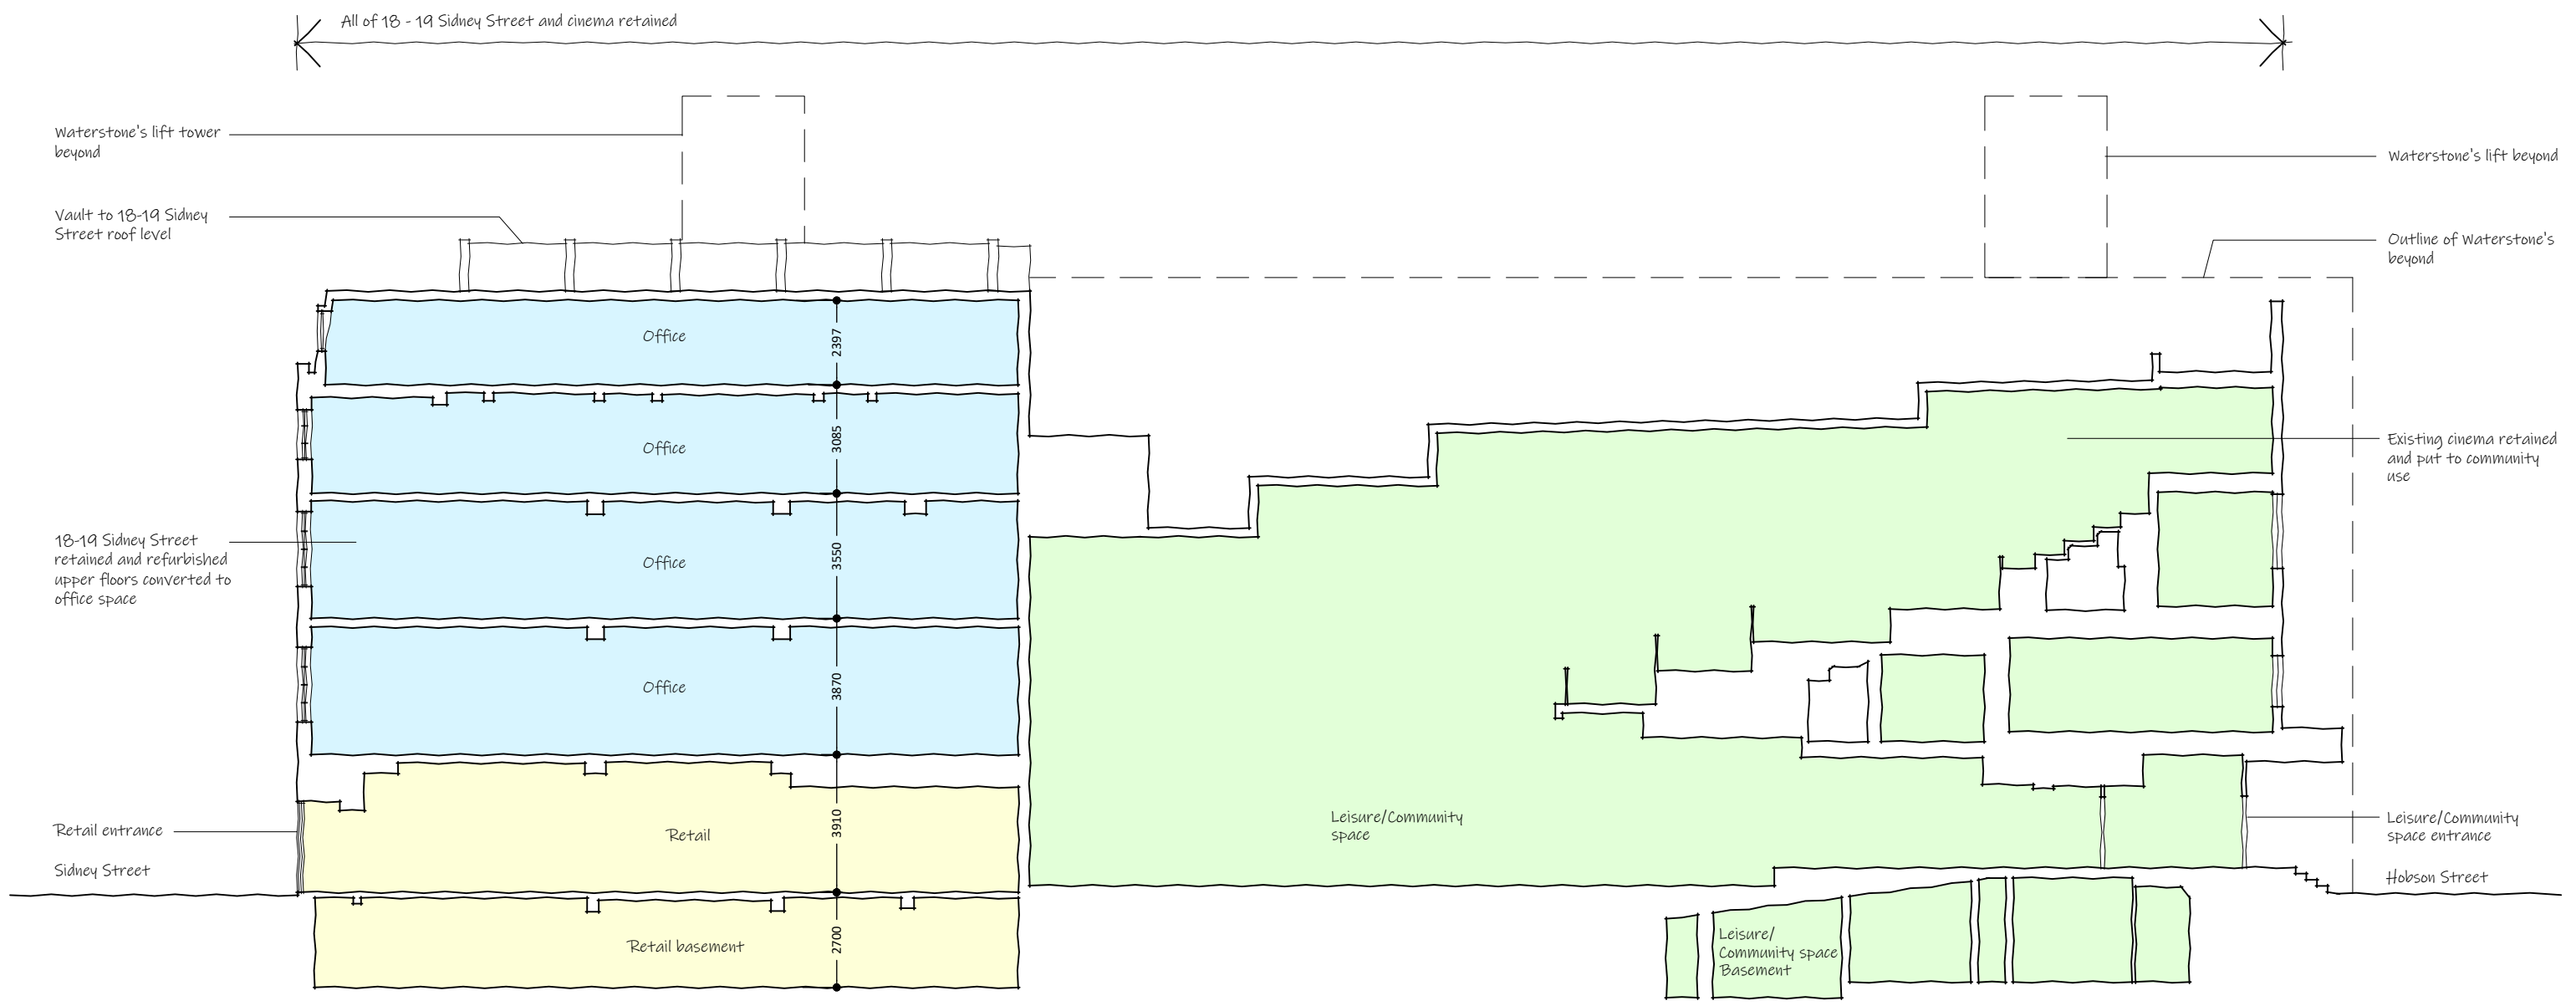 All of 18 - 19 Sidney Street and cinema retained
Waterstone's lift tower
beyond
Waterstone's lift beyond
Vault to 18-19 Sidney
Street roof level
Outline of Waterstone's
beyond
Office
2397
Office
3085
Existing cinema retained
and put to community
use
18-19 Sidney Street
retained and refurbished
upper floors converted to
office space
Office
3550
Office
3870
Retail entrance
Retail
3910
Leisure/Community
space
Leisure/Community
space entrance
Sidney Street
Hobson Street
Retail basement
2700
Leisure/
Community space
Basement